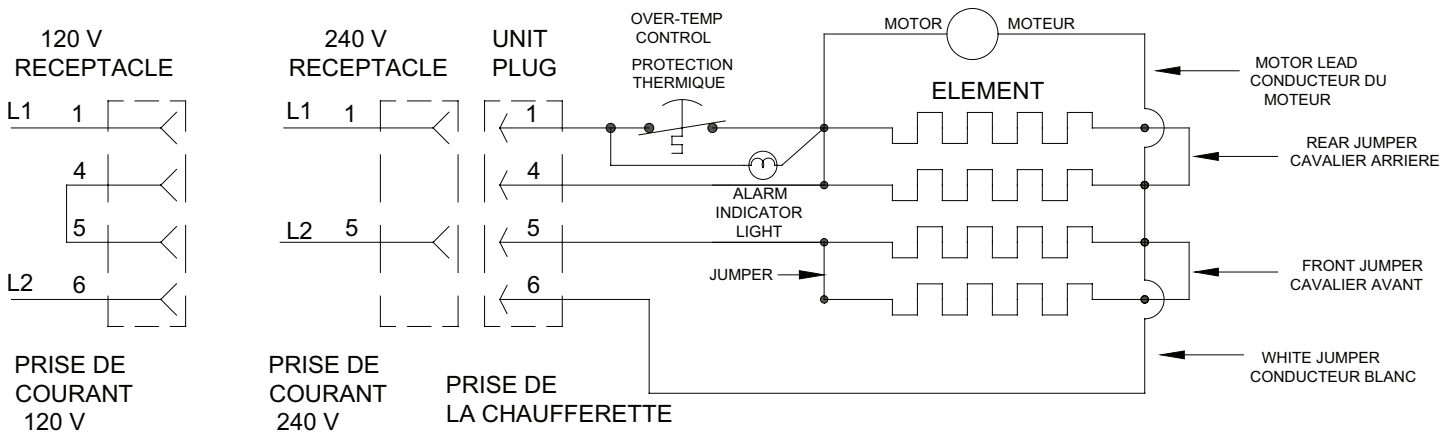 120 V
RECEPTACLE
L1
1
4
5
L2
6
PRISE DE
COURANT
120 V
240 V
RECEPTACLE
L1
1
L2
5
PRISE DE
COURANT
240 V
UNIT
PLUG
1
4
5
6
PRISE DE
LA CHAUFFERETTE
OVER-TEMP
CONTROL
PROTECTION
THERMIQUE
ALARM
INDICATOR
LIGHT
JUMPER
MOTOR
MOTEUR
ELEMENT
MOTOR LEAD
CONDUCTEUR DU
MOTEUR
REAR JUMPER
CAVALIER ARRIERE
FRONT JUMPER
CAVALIER AVANT
WHITE JUMPER
CONDUCTEUR BLANC